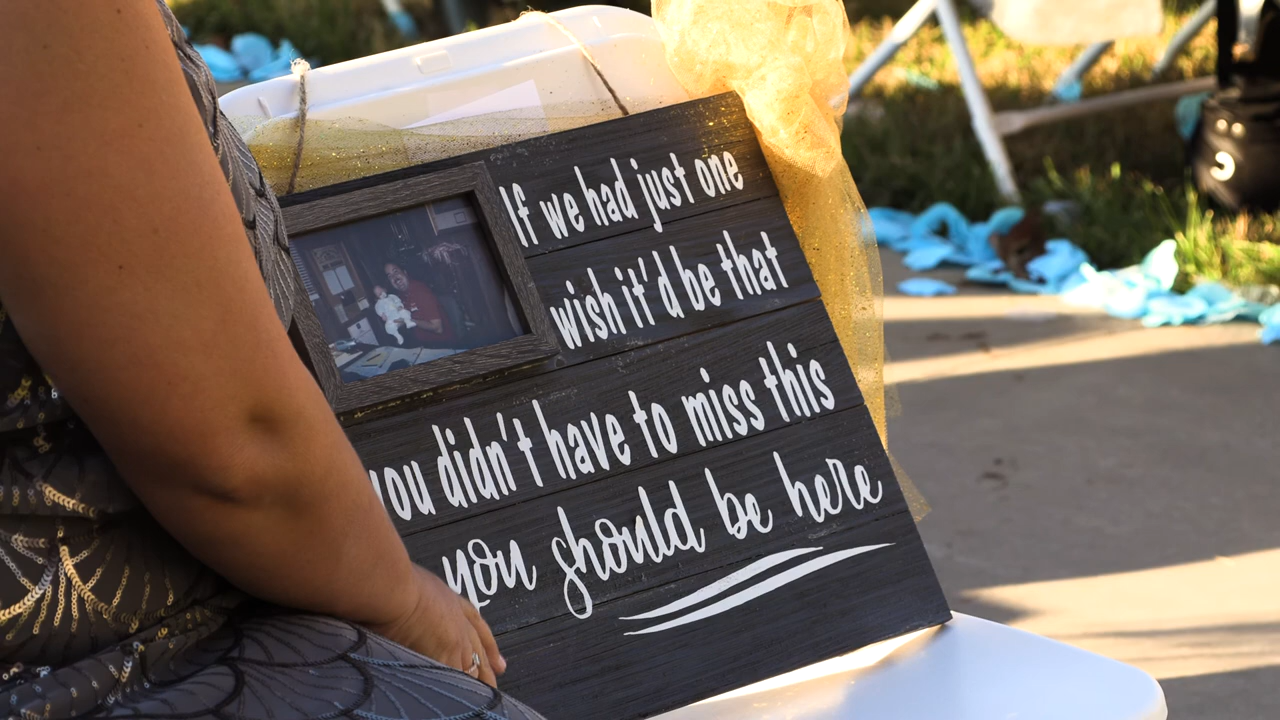 If we had just one
wish it'd be that
you didn't have to miss this
you should be here